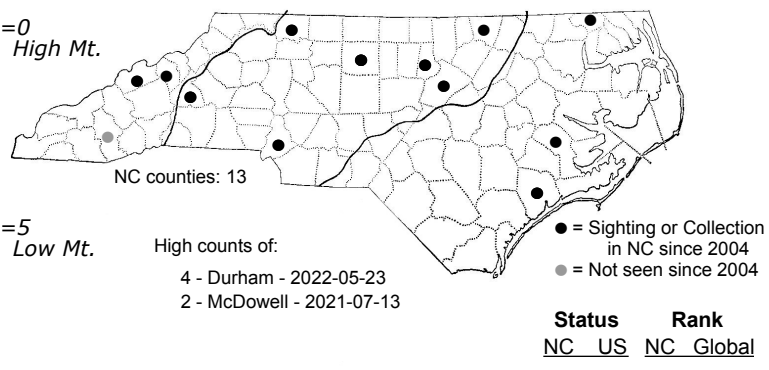 =0
High Mt.
NC counties: 13
=5
Low Mt.
High counts of:
4 - Durham - 2022-05-23
2 - McDowell - 2021-07-13
● = Sighting or Collection
in NC since 2004
● = Not seen since 2004
Status Rank
NC US NC Global